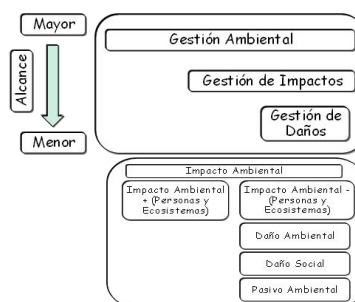 Mayor
Alcance
Menor
Gestión Ambiental
Gestión de Impactos
Gestión de
Daños
Impacto Ambiental
Impacto Ambiental
+ (Personas y
Ecosistemas)
Impacto Ambiental -
(Personas y
Ecosistemas)
Daño Ambiental
Daño Social
Pasivo Ambiental